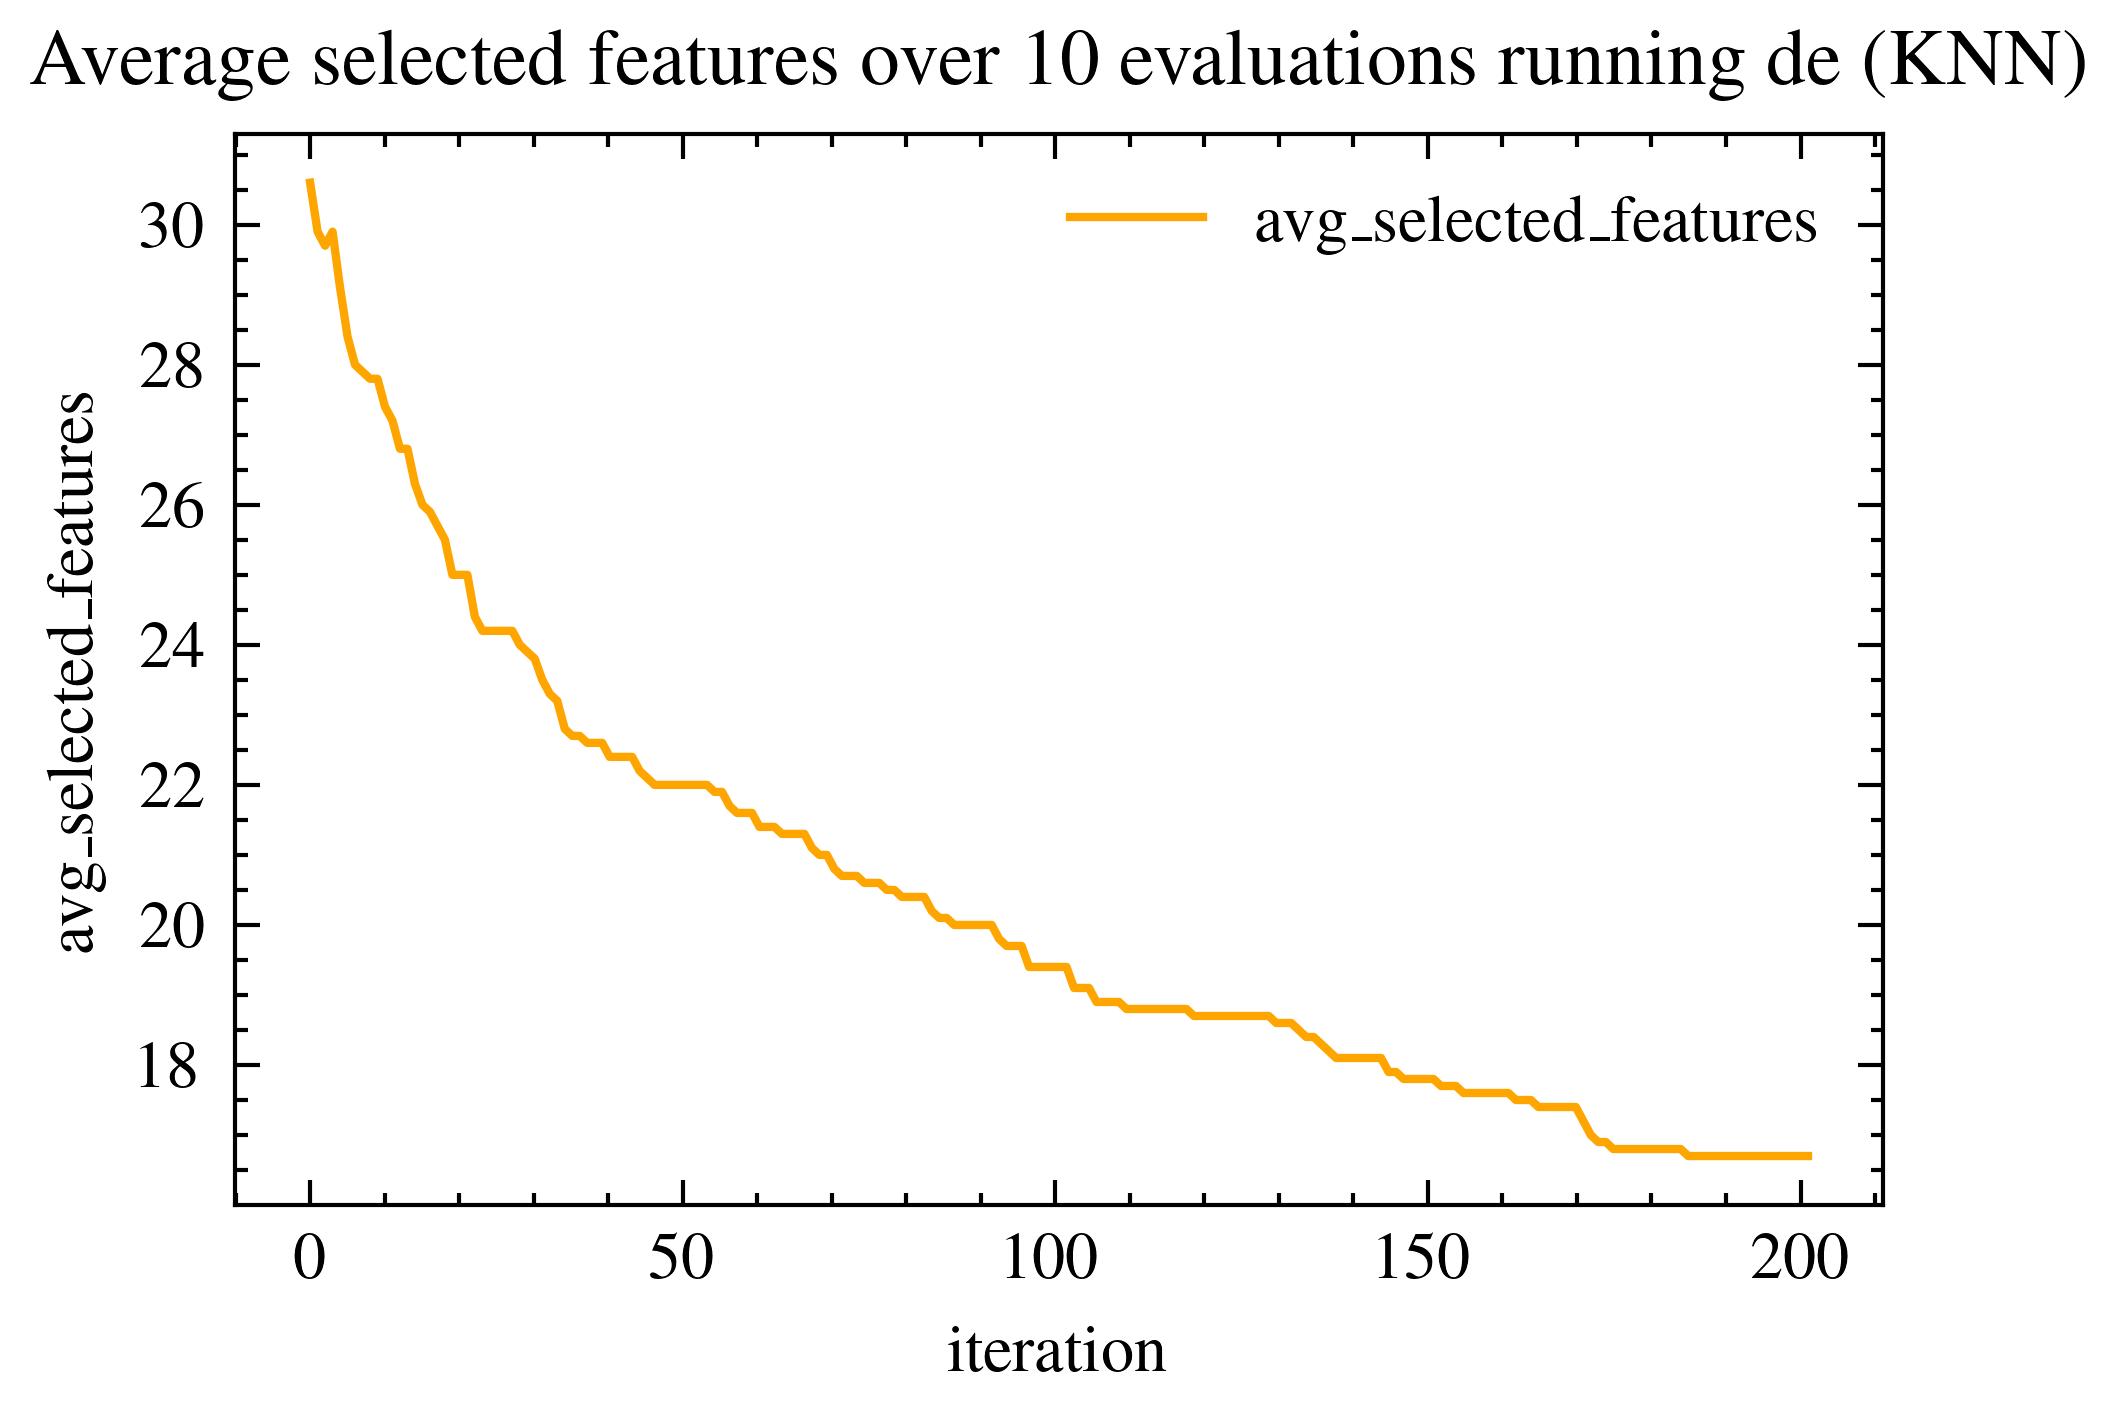 Average selected features over 10 evaluations running de (KNN)
avg_selected_features
30
28
26
24
22
20
18
avg_selected_features
0 50 100 150 200
iteration